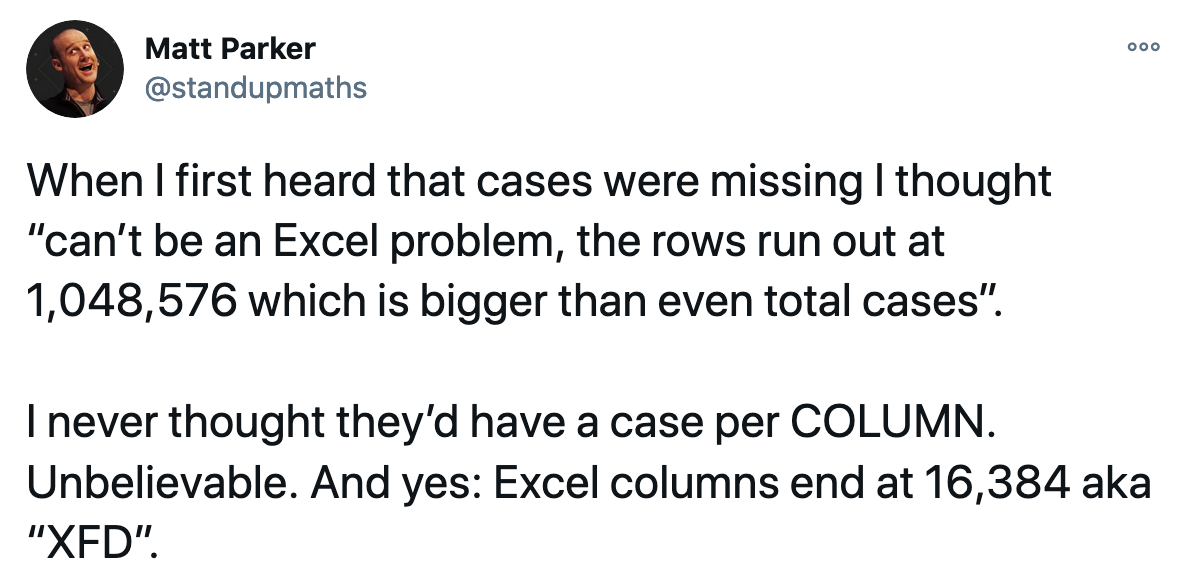 Matt Parker
@standupmaths
When I first heard that cases were missing I thought
“can’t be an Excel problem, the rows run out at
1,048,576 which is bigger than even total cases”.
I never thought they’d have a case per COLUMN.
Unbelievable. And yes: Excel columns end at 16,384 aka
“XFD”.